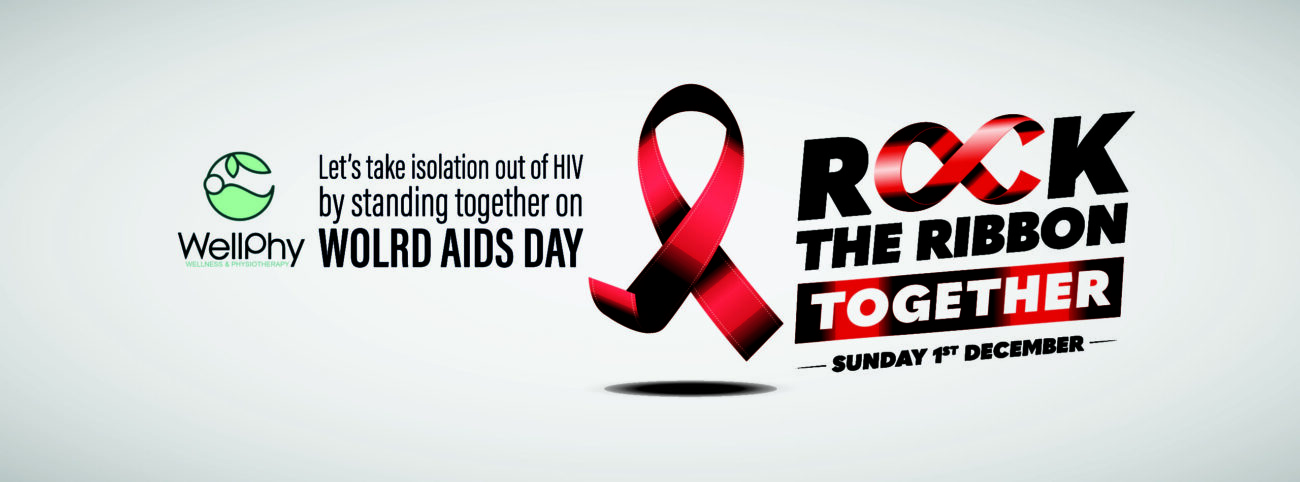 WellPhy
WELLNESS & PHYSIOTHERAPY
Let's take isolation out of HIV
by standing together on
WOLRD AIDS DAY
ROCK
THE RIBBON
TOGETHER
SUNDAY 1ST DECEMBER